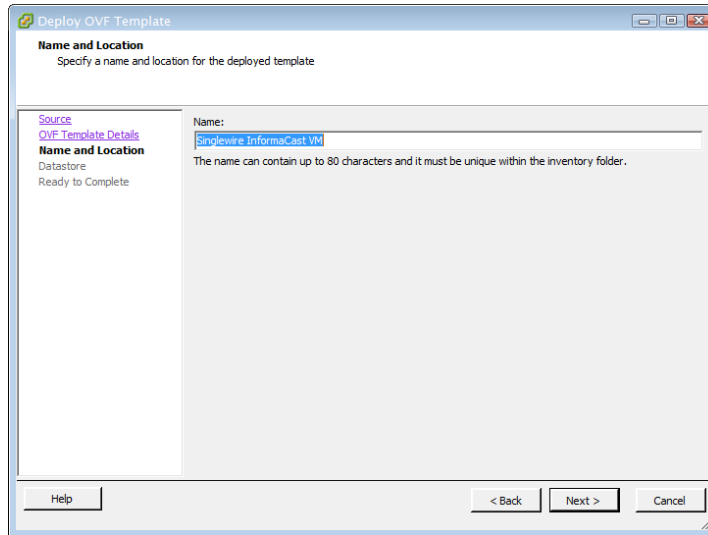 Deploy OVF Template
Name and Location
Specify a name and location for the deployed template
Source
OVF Template Details
Name and Location
Datastore
Ready to Complete
Name:
Singlewire InformaCast VM
The name can contain up to 80 characters and it must be unique within the inventory folder.
Help
< Back
Next >
Cancel